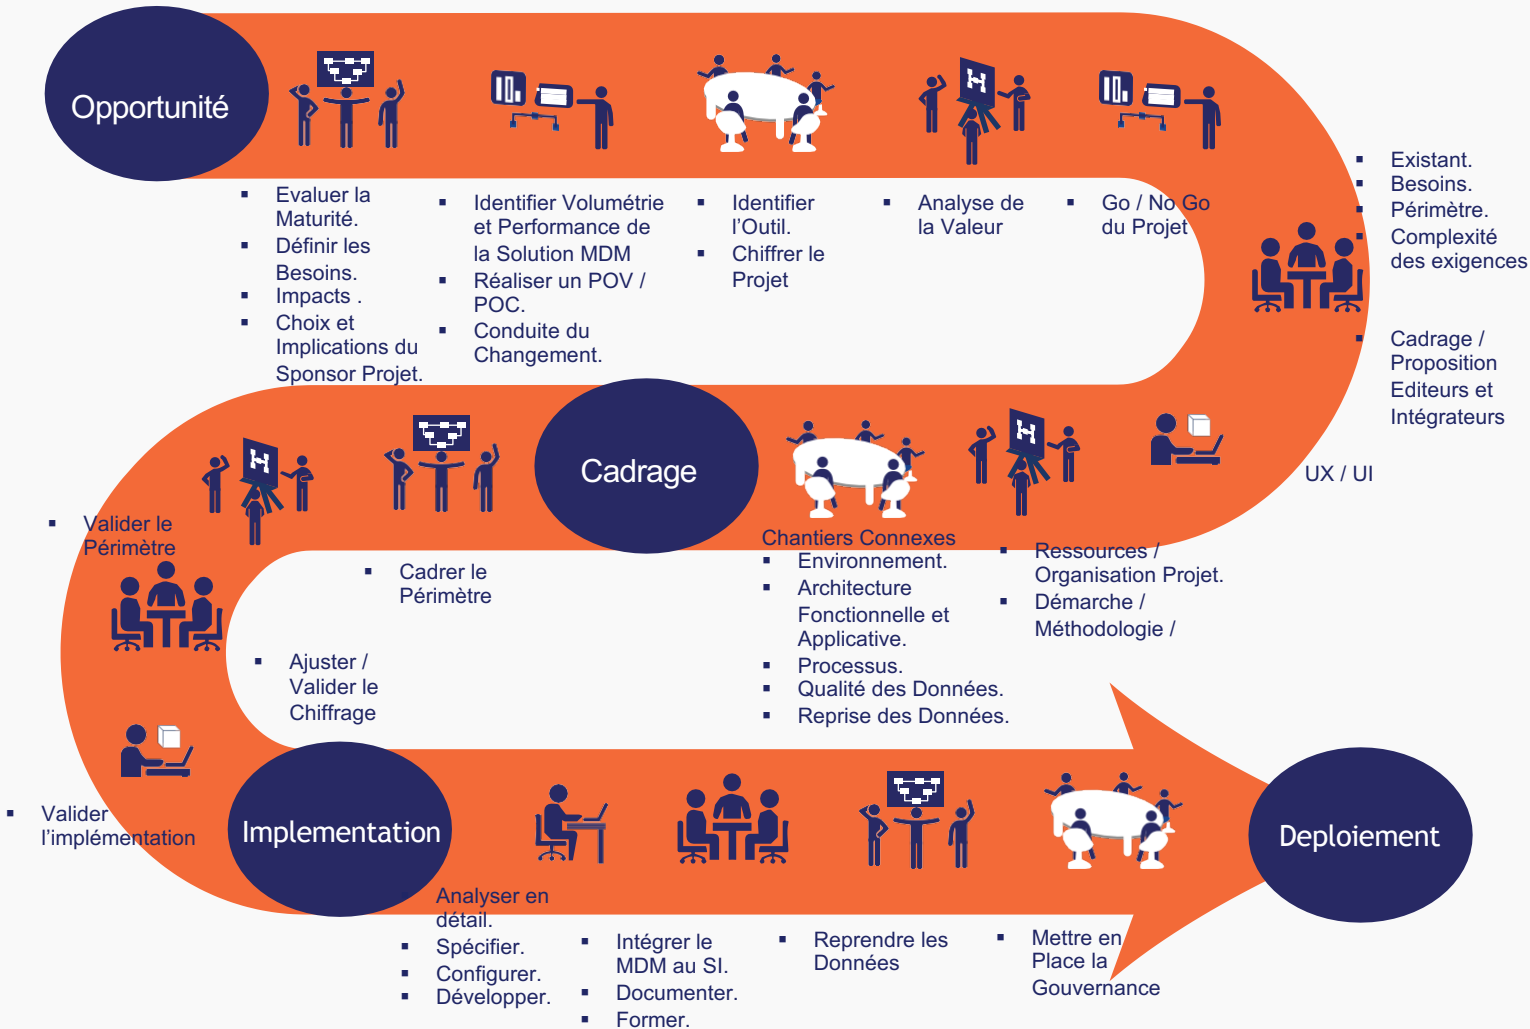 Opportunité
Evaluer la
Maturité.
Définir les
Besoins.
Impacts .
Choix et
Implications du
Sponsor Projet.
Identifier Volumétrie
et Performance de
la Solution MDM
Réaliser un POV /
POC.
Conduite du
Changement.
Identifier
l’Outil.
Chiffrer le
Projet
Analyse de
la Valeur
Go / No Go
du Projet
Existant.
Besoins.
Périmètre.
Complexité
des exigences
Cadrage /
Proposition
Editeurs et
Intégrateurs
UX / UI
Ressources /
Organisation Projet.
Démarche /
Méthodologie /
Chantiers Connexes
Environnement.
Architecture
Fonctionnelle et
Applicative.
Processus.
Qualité des Données.
Reprise des Données.
Cadrage
Cadrer le
Périmètre
Ajuster /
Valider le
Chiffrage
Valider le
Périmètre
Valider
l’implémentation
Implementation
Analyser en
détail.
Spécifier.
Configurer.
Développer.
Intégrer le
MDM au SI.
Documenter.
Former.
Reprendre les
Données
Mettre en
Place la
Gouvernance
Deploiement